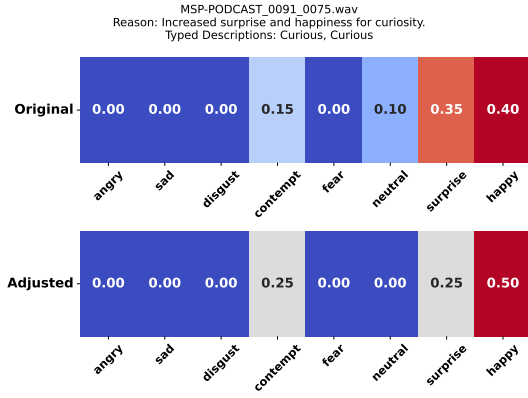 MSP-PODCAST_0091_0075.wav
Reason: Increased surprise and happiness for curiosity.
Typed Descriptions: Curious, Curious
Original 0.00 0.00 0.00 0.15 0.00 0.10 0.35 0.40
angry sad disgust contempt fear neutral surprise happy
Adjusted 0.00 0.00 0.00 0.25 0.00 0.00 0.25 0.50
angry sad disgust contempt fear neutral surprise happy